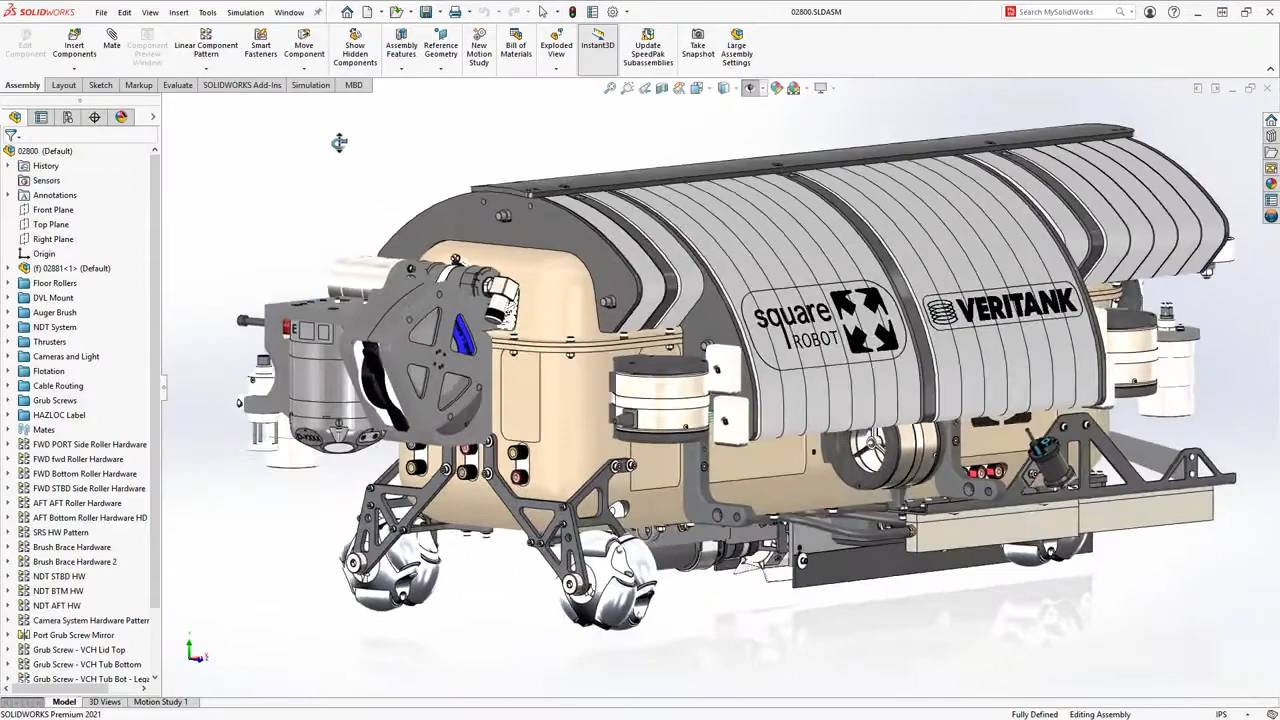 SOLIDWORKS File Edit View Insert Tools Simulation Window 02800.SLDASM Search MySolidWorks
Edit Component
Insert Components
Mate
Component Preview Window
Linear Component Pattern
Smart Fasteners
Move Component
Show Hidden Components
Assembly Features
Reference Geometry
New Motion Study
Bill of Materials
Exploded View
Instant3D
Update SpeedPak Subassemblies
Take Snapshot
Large Assembly Settings
Assembly Layout Sketch Markup Evaluate SOLIDWORKS Add-Ins Simulation MBD
02800 (Default)
History
Sensors
Annotations
Front Plane
Top Plane
Right Plane
Origin
(f) 02881<1> (Default)
Floor Rollers
DVL Mount
Auger Brush
NDT System
Thrusters
Cameras and Light
Flotation
Cable Routing
Grub Screws
HAZLOC Label
Mates
FWD PORT Side Roller Hardware
FWD fwd Roller Hardware
FWD Bottom Roller Hardware
FWD STBD Side Roller Hardware
AFT AFT Roller Hardware
AFT Bottom Roller Hardware HD
SRS HW Pattern
Brush Brace Hardware
Brush Brace Hardware 2
NDT STBD HW
NDT BTM HW
NDT AFT HW
Camera System Hardware Pattern
Port Grub Screw Mirror
Grub Screw - VCH Lid Top
Grub Screw - VCH Tub Bottom
Grub Screw - VCH Tub Bot - Lega
square
ROBOT
VERITANK
E
Model 3D Views Motion Study 1
SOLIDWORKS Premium 2021 Fully Defined Editing Assembly IPS